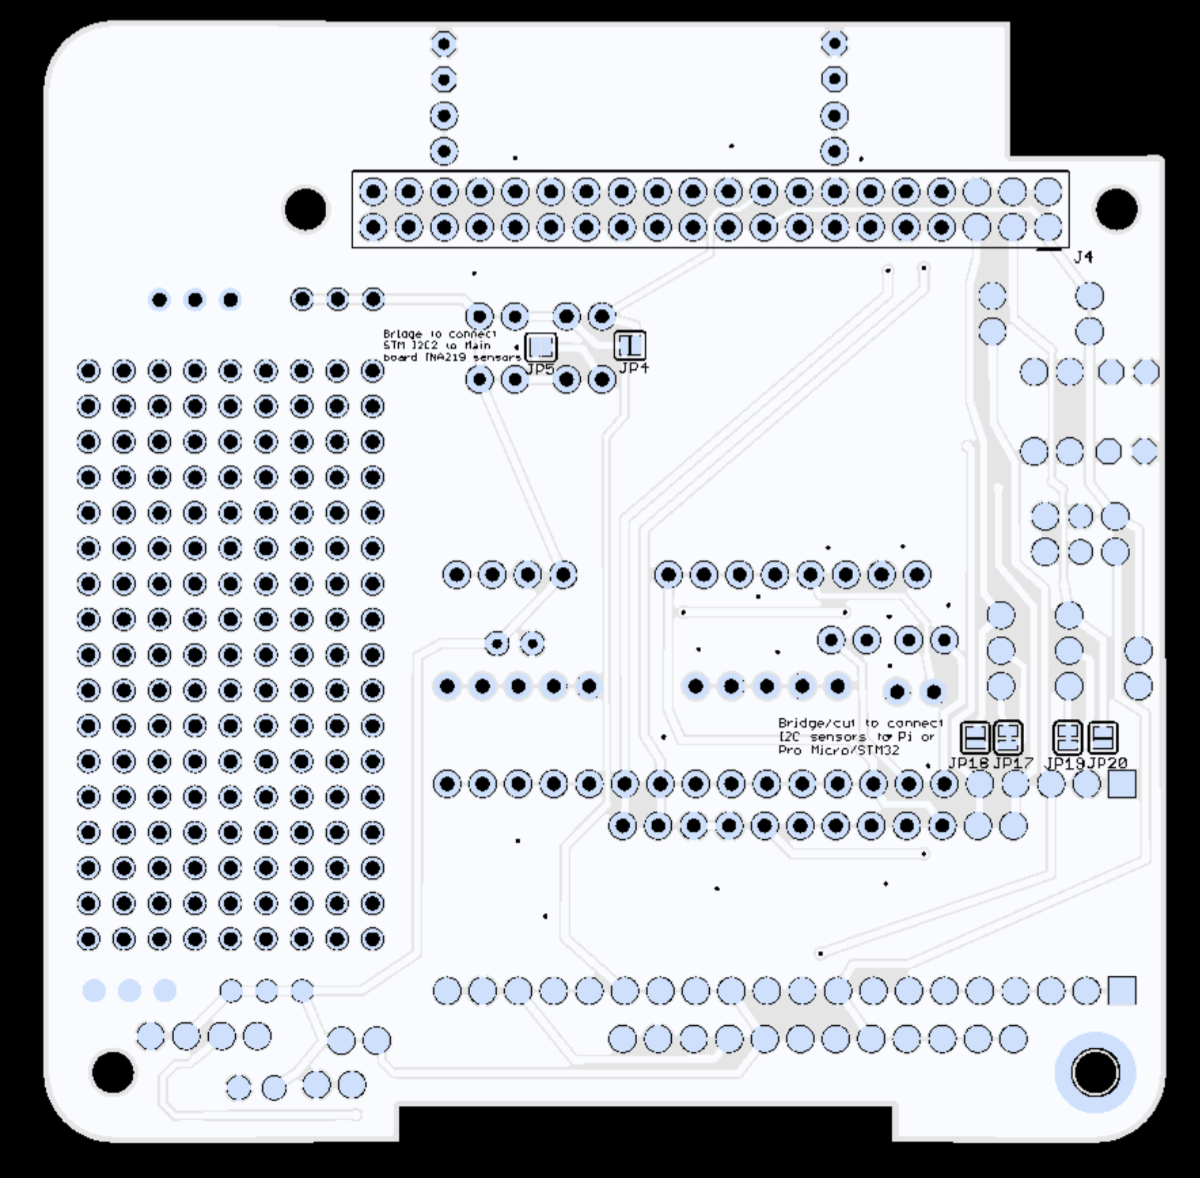 J4
Bridge to connect
STM I2C2 to Main
board INA219 sensors
JP5
JP4
Bridge/cut to connect
I2C sensors to Pi or
Pro Micro/STM32
JP18 JP17 JP19 JP20